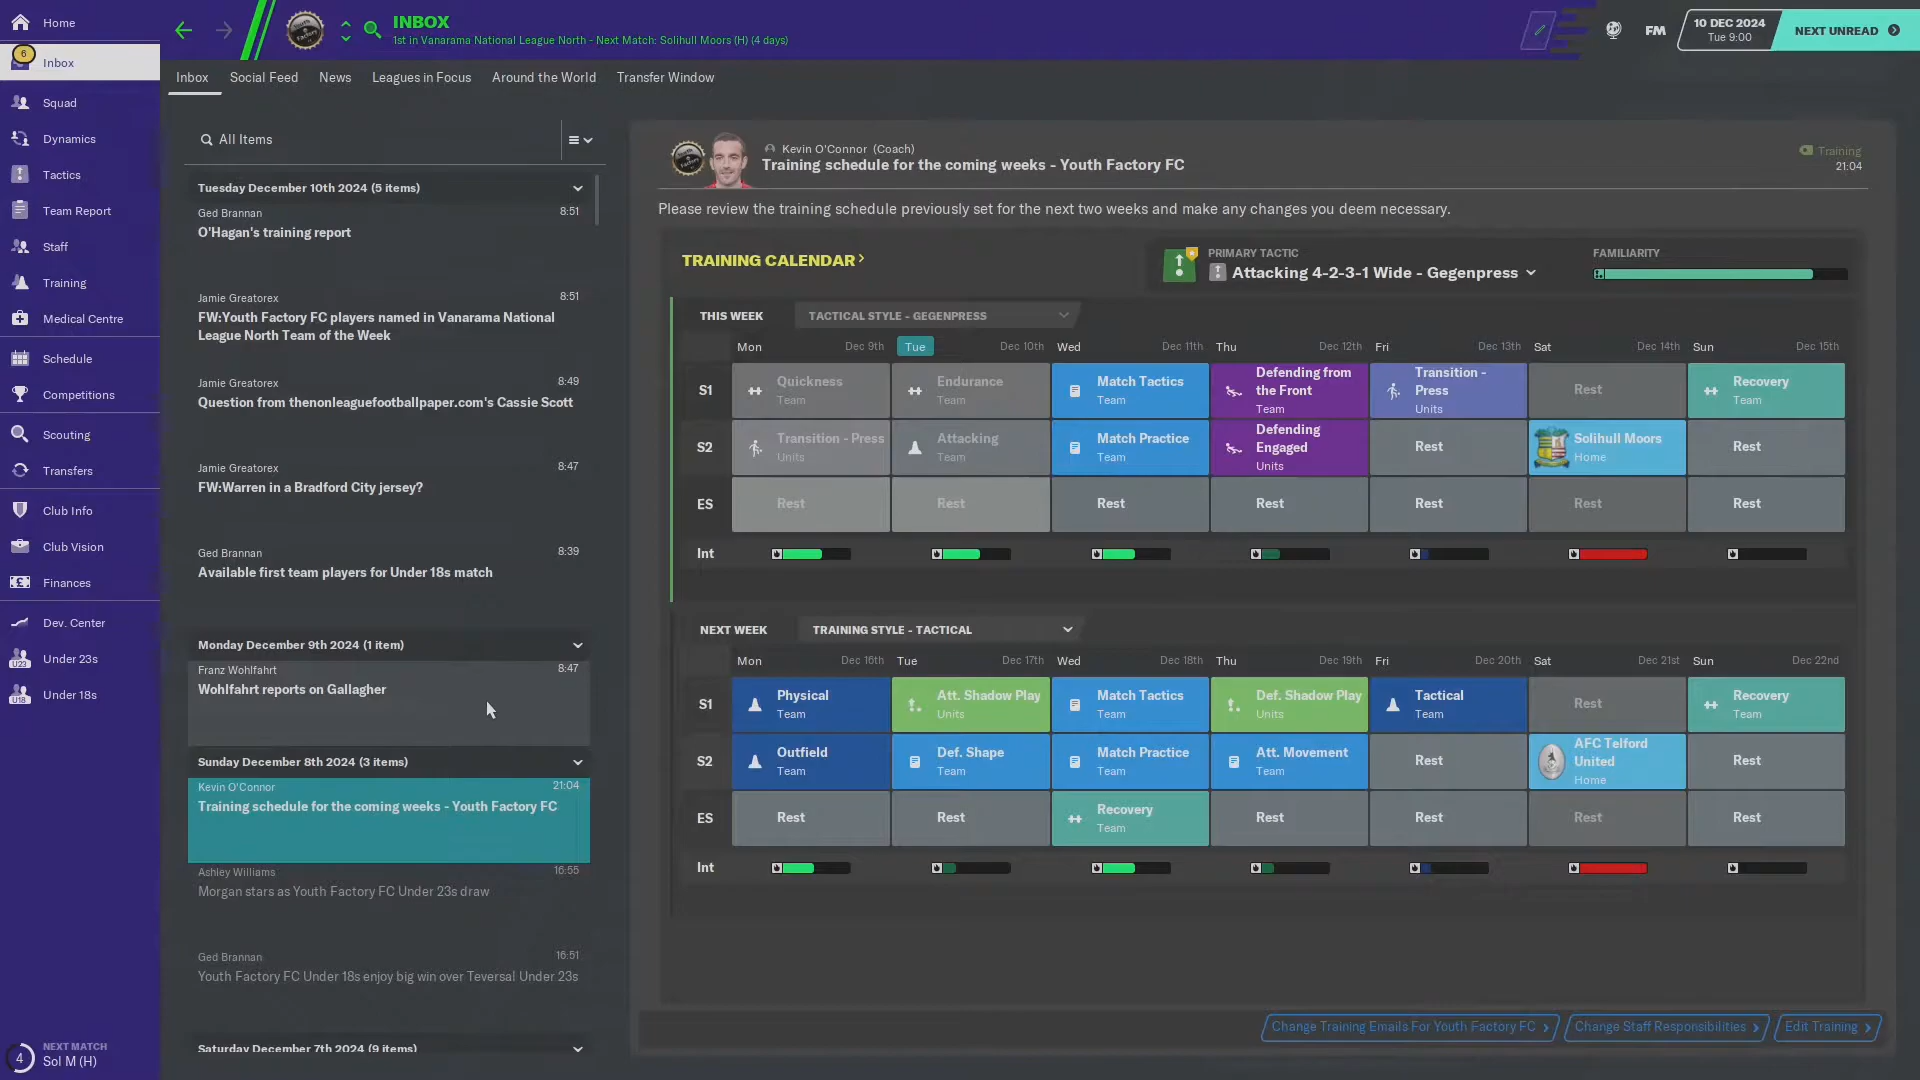 Home
6
Inbox
Squad
Dynamics
Tactics
Team Report
Staff
Training
Medical Centre
Schedule
Competitions
Scouting
Transfers
Club Info
Club Vision
Finances
Dev. Center
U23
Under 23s
U18
Under 18s
4
NEXT MATCH
Sol M (H)
INBOX
1st in Vanarama National League North - Next Match: Solihull Moors (H) (4 days)
FM
10 DEC 2024
Tue 9:00
NEXT UNREAD
Inbox
Social Feed
News
Leagues in Focus
Around the World
Transfer Window
All Items
Tuesday December 10th 2024 (5 items)
Ged Brannan
8:51
O'Hagan's training report
Jamie Greatorex
8:51
FW:Youth Factory FC players named in Vanarama National
League North Team of the Week
Jamie Greatorex
8:49
Question from thenonleaguefootballpaper.com's Cassie Scott
Jamie Greatorex
8:47
FW:Warren in a Bradford City jersey?
Ged Brannan
8:39
Available first team players for Under 18s match
Monday December 9th 2024 (1 item)
Franz Wohlfahrt
8:47
Wohlfahrt reports on Gallagher
Sunday December 8th 2024 (3 items)
Kevin O'Connor
21:04
Training schedule for the coming weeks - Youth Factory FC
Ashley Williams
16:55
Morgan stars as Youth Factory FC Under 23s draw
Ged Brannan
16:51
Youth Factory FC Under 18s enjoy big win over Teversal Under 23s
Saturday December 7th 2024 (9 items)
Kevin O'Connor (Coach)
Training schedule for the coming weeks - Youth Factory FC
Training
21:04
Please review the training schedule previously set for the next two weeks and make any changes you deem necessary.
TRAINING CALENDAR
PRIMARY TACTIC
Attacking 4-2-3-1 Wide - Gegenpress
FAMILIARITY
THIS WEEK
TACTICAL STYLE - GEGENPRESS
Mon Dec 9th
Tue Dec 10th
Wed Dec 11th
Thu Dec 12th
Fri Dec 13th
Sat Dec 14th
Sun Dec 15th
S1
Quickness
Team
Endurance
Team
Match Tactics
Team
Defending from
the Front
Team
Transition -
Press
Units
Rest
Recovery
Team
S2
Transition - Press
Units
Attacking
Team
Match Practice
Team
Defending
Engaged
Units
Rest
Solihull Moors
Home
Rest
ES
Rest
Rest
Rest
Rest
Rest
Rest
Rest
Int
NEXT WEEK
TRAINING STYLE - TACTICAL
Mon Dec 16th
Tue Dec 17th
Wed Dec 18th
Thu Dec 19th
Fri Dec 20th
Sat Dec 21st
Sun Dec 22nd
S1
Physical
Team
Att. Shadow Play
Units
Match Tactics
Team
Def. Shadow Play
Units
Tactical
Team
Rest
Recovery
Team
S2
Outfield
Team
Def. Shape
Team
Match Practice
Team
Att. Movement
Team
Rest
AFC Telford
United
Home
Rest
ES
Rest
Rest
Recovery
Team
Rest
Rest
Rest
Rest
Int
Change Training Emails For Youth Factory FC
Change Staff Responsibilities
Edit Training